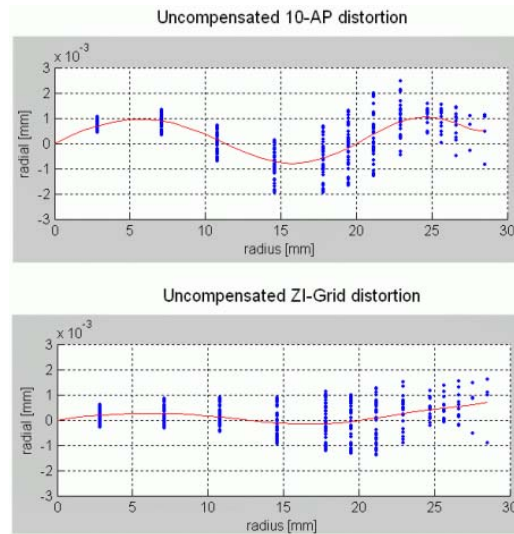 Uncompensated 10-AP distortion
x 10⁻³
3
2
1
0
-1
-2
-3
radial [mm]
0 5 10 15 20 25 30
radius [mm]
Uncompensated ZI-Grid distortion
x 10⁻³
3
2
1
0
-1
-2
-3
radial [mm]
0 5 10 15 20 25 30
radius [mm]